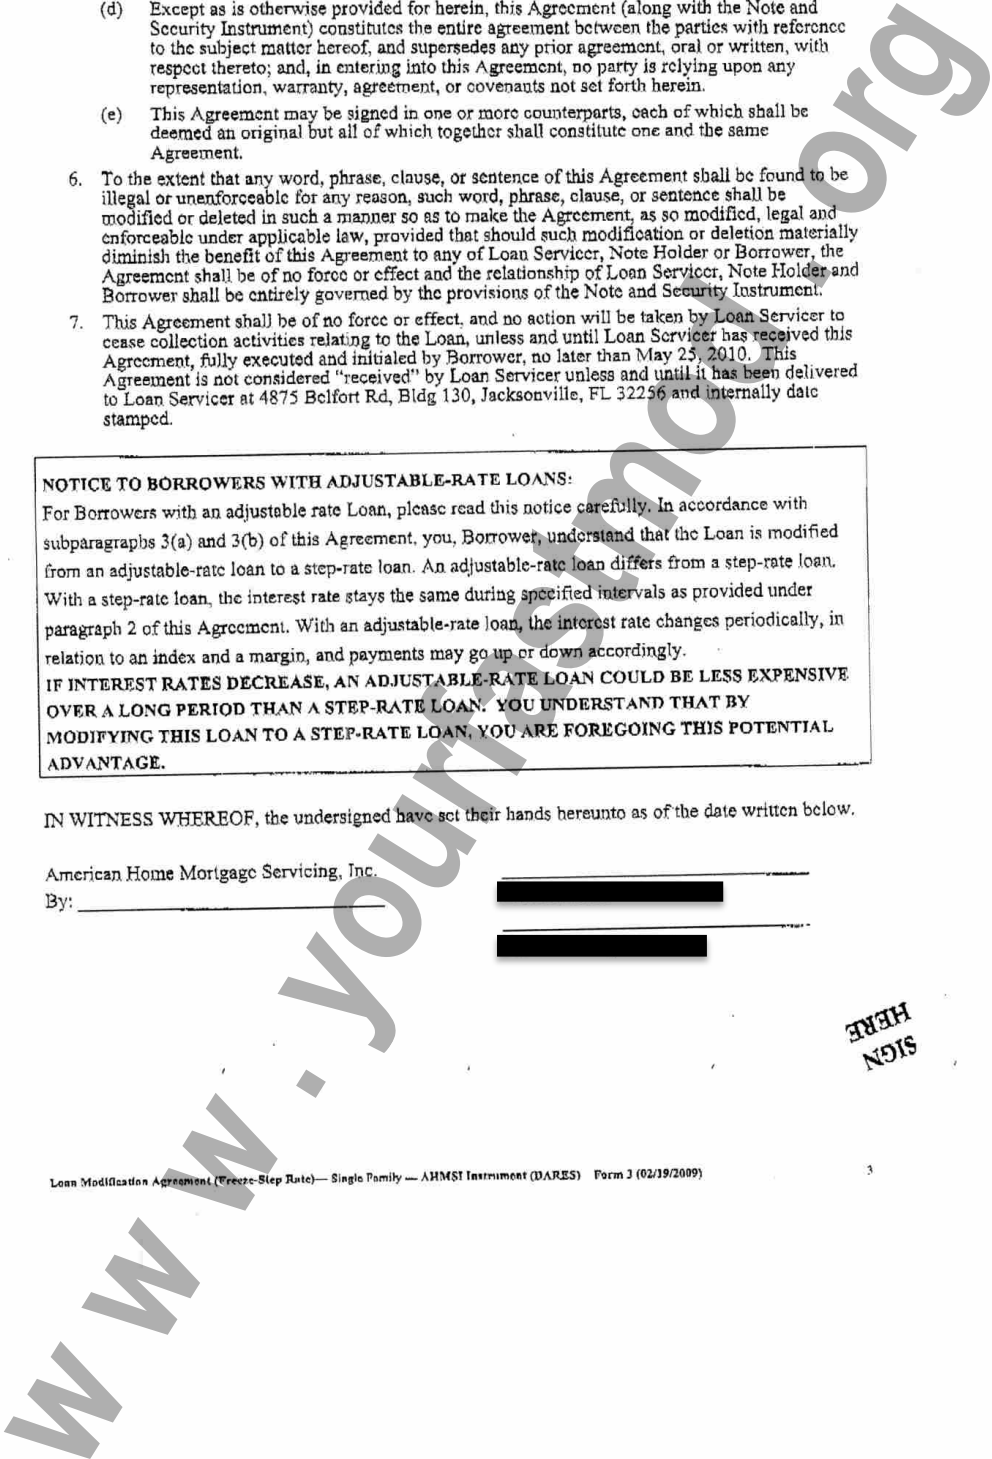 (d) Except as is otherwise provided for herein, this Agreement (along with the Note and
Security Instrument) constitutes the entire agreement between the parties with reference
to the subject matter hereof, and supersedes any prior agreement, oral or written, with
respect thereto; and, in entering into this Agreement, no party is relying upon any
representation, warranty, agreement, or covenants not set forth herein.
(e) This Agreement may be signed in one or more counterparts, each of which shall be
deemed an original but all of which together shall constitute one and the same
Agreement.
6. To the extent that any word, phrase, clause, or sentence of this Agreement shall be found to be
illegal or unenforceable for any reason, such word, phrase, clause, or sentence shall be
modified or deleted in such a manner so as to make the Agreement, as so modified, legal and
enforceable under applicable law, provided that should such modification or deletion materially
diminish the benefit of this Agreement to any of Loan Servicer, Note Holder or Borrower, the
Agreement shall be of no force or effect and the relationship of Loan Servicer, Note Holder and
Borrower shall be entirely governed by the provisions of the Note and Security Instrument.
7. This Agreement shall be of no force or effect, and no action will be taken by Loan Servicer to
cease collection activities relating to the Loan, unless and until Loan Servicer has received this
Agreement, fully executed and initialed by Borrower, no later than May 25, 2010. This
Agreement is not considered "received" by Loan Servicer unless and until it has been delivered
to Loan Servicer at 4875 Belfort Rd, Bldg 130, Jacksonville, FL 32256 and internally date
stamped.
NOTICE TO BORROWERS WITH ADJUSTABLE-RATE LOANS:
For Borrowers with an adjustable rate Loan, please read this notice carefully. In accordance with
subparagraphs 3(a) and 3(b) of this Agreement, you, Borrower, understand that the Loan is modified
from an adjustable-rate loan to a step-rate loan. An adjustable-rate loan differs from a step-rate loan.
With a step-rate loan, the interest rate stays the same during specified intervals as provided under
paragraph 2 of this Agreement. With an adjustable-rate loan, the interest rate changes periodically, in
relation to an index and a margin, and payments may go up or down accordingly.
IF INTEREST RATES DECREASE, AN ADJUSTABLE-RATE LOAN COULD BE LESS EXPENSIVE
OVER A LONG PERIOD THAN A STEP-RATE LOAN. YOU UNDERSTAND THAT BY
MODIFYING THIS LOAN TO A STEP-RATE LOAN, YOU ARE FOREGOING THIS POTENTIAL
ADVANTAGE.
IN WITNESS WHEREOF, the undersigned have set their hands hereunto as of the date written below.
American Home Mortgage Servicing, Inc.
By:
SIGN
HERE
Loan Modification Agreement (Freeze-Step Rate)— Single Family — AHMSI Instrument (DARES) Form 3 (02/19/2009) 3
www.yourfastmod.org